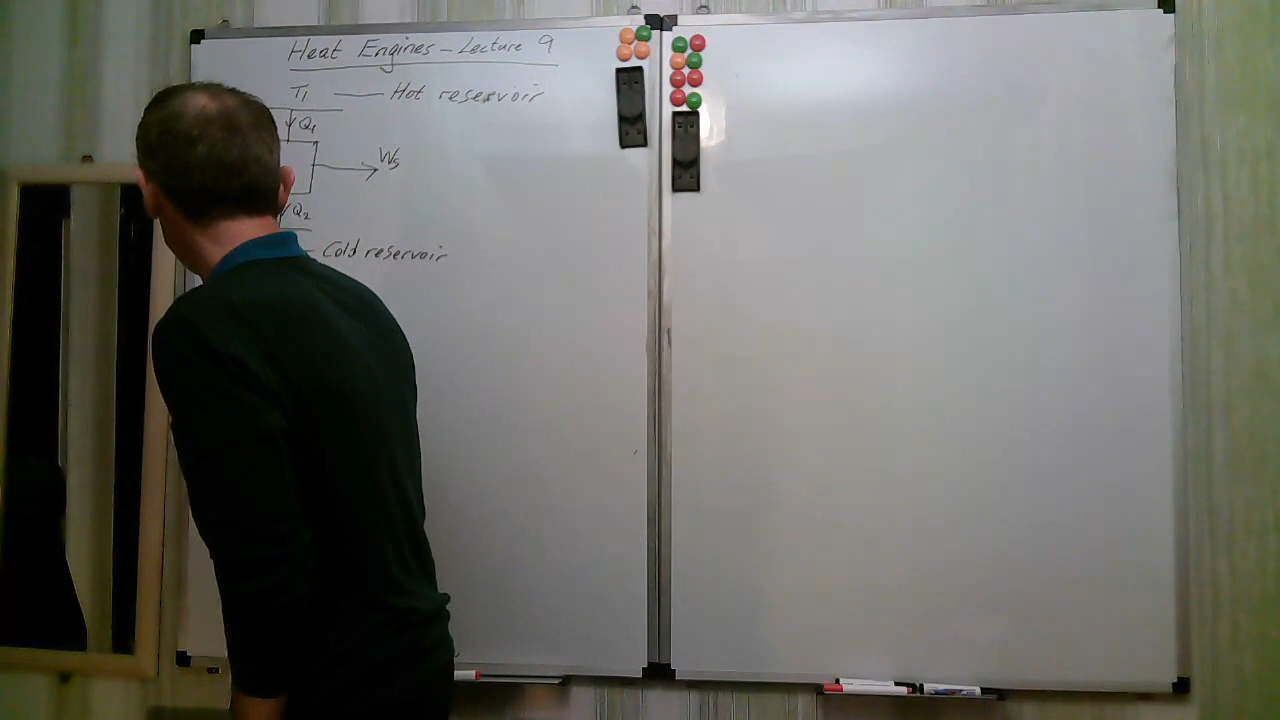 Heat Engines - Lecture 9
T1 — Hot reservoir
Q1
Ws
Q2
Cold reservoir